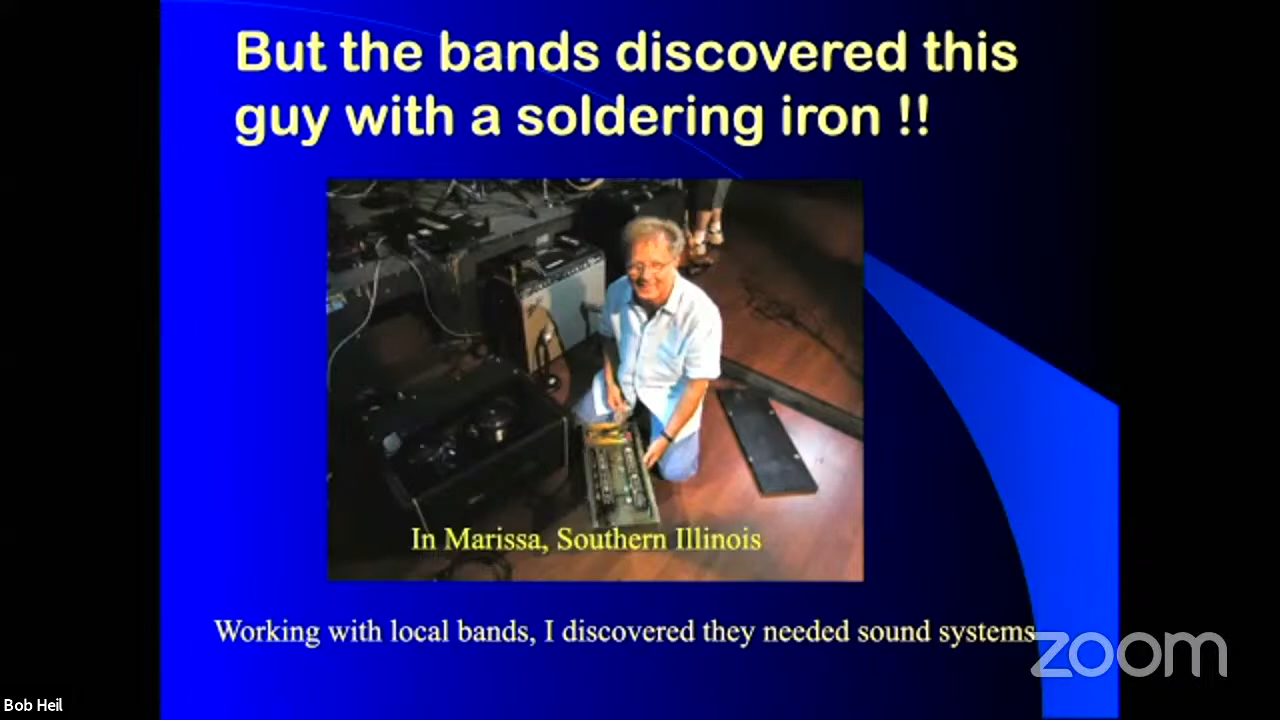 But the bands discovered this
guy with a soldering iron !!
In Marissa, Southern Illinois
Working with local bands, I discovered they needed sound systems
zoom
Bob Heil